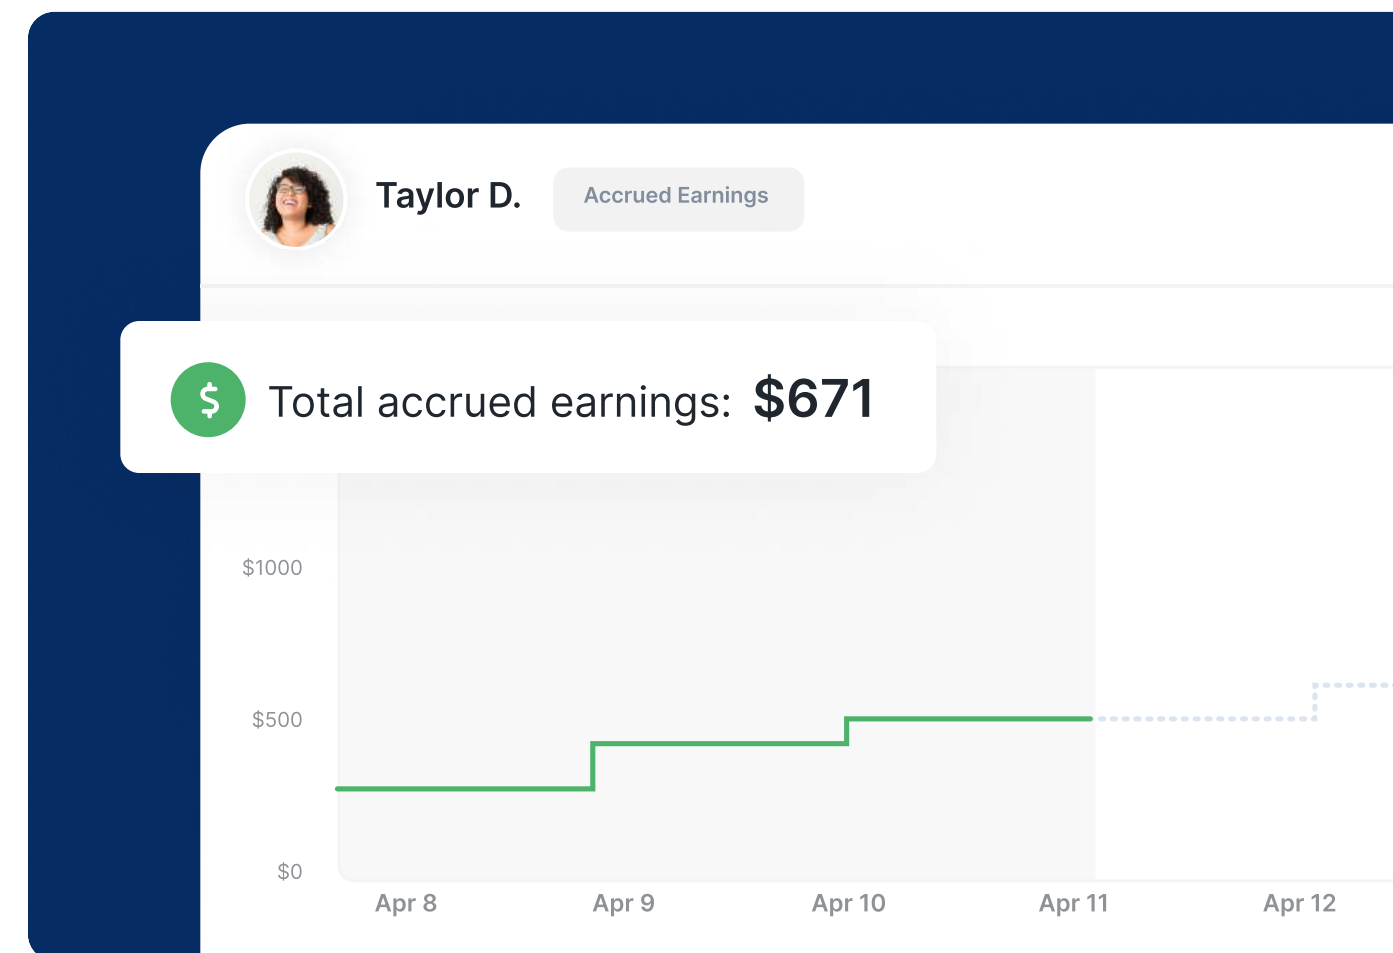 Taylor D.
Accrued Earnings
Total accrued earnings: $671
$1000
$500
$0
Apr 8
Apr 9
Apr 10
Apr 11
Apr 12